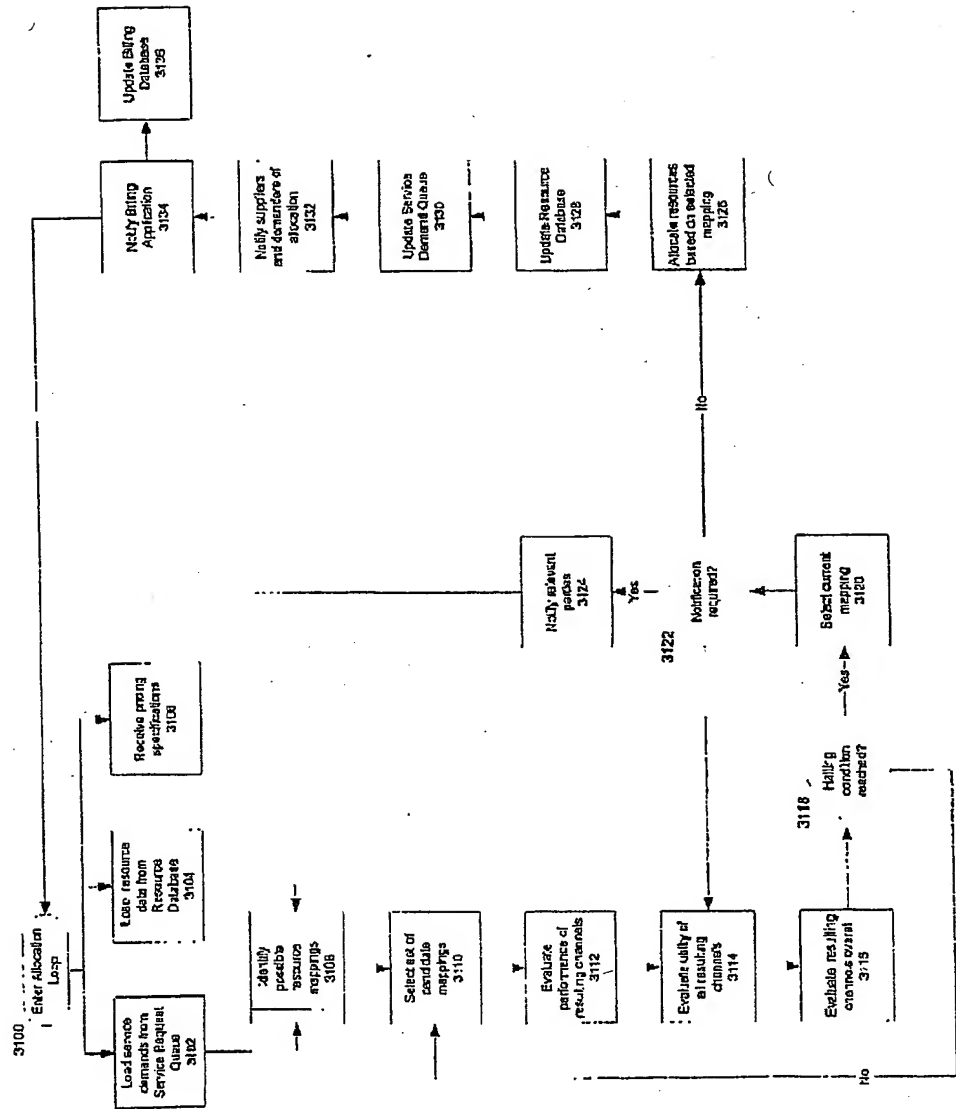 3100
Enter Allocation
Loop
Load service
demands from
Service Request
Queue
3102
Load resource
data from
Resource
Database
3104
Receive pricing
specifications
3106
Identify
possible
resource
mappings
3108
Select set of
candidate
mappings
3110
Evaluate
performance of
resulting channels
3112
Evaluate utility of
all resulting
channels
3114
Evaluate resulting
channels overall
3116
3118
Halting
condition
reached?
Yes
No
Select current
mapping
3120
3122
Notification
required?
Yes
No
Notify relevant
parties
3124
Allocate resources
based on selected
mapping
3126
Update Resource
Database
3128
Update Service
Demand Queue
3130
Notify suppliers
and demanders of
allocation
3132
Notify Billing
Application
3134
Update Billing
Database
3136